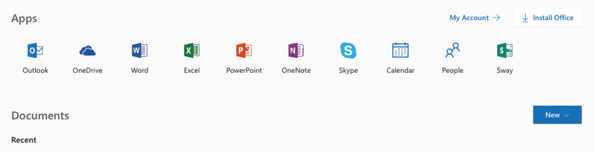 Apps
My Account → Install Office
Outlook OneDrive Word Excel PowerPoint OneNote Skype Calendar People Sway
Documents New
Recent